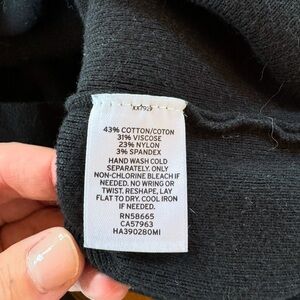 43% COTTON/COTON
31% VISCOSE
23% NYLON
3% SPANDEX
HAND WASH COLD
SEPARATELY. ONLY
NON-CHLORINE BLEACH IF
NEEDED. NO WRING OR
TWIST. RESHAPE, LAY
FLAT TO DRY. COOL IRON
IF NEEDED.
RN58665
CA57963
HA390280MI